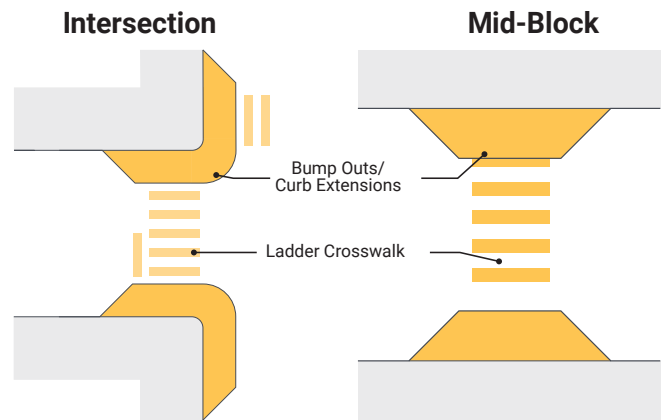 Intersection
Mid-Block
Bump Outs/
Curb Extensions
Ladder Crosswalk